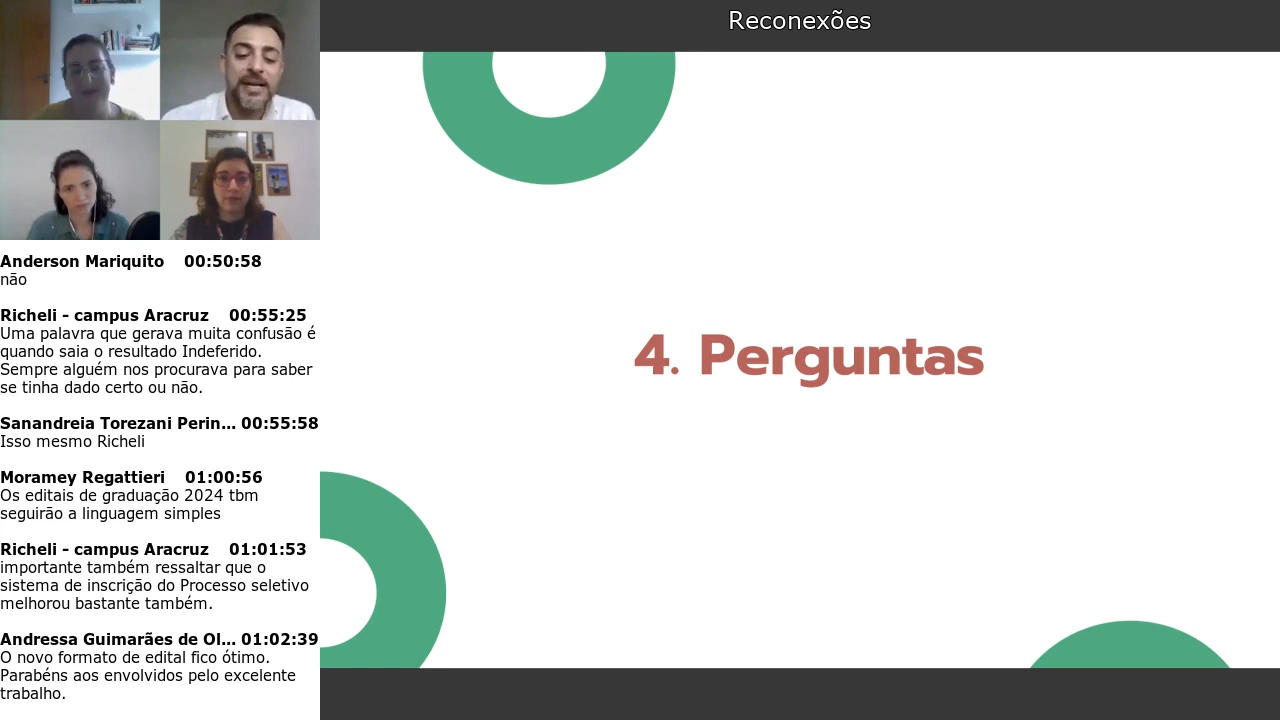 Reconexões
4. Perguntas
Anderson Mariquito 00:50:58
não
Richeli - campus Aracruz 00:55:25
Uma palavra que gerava muita confusão é
quando saia o resultado Indeferido.
Sempre alguém nos procurava para saber
se tinha dado certo ou não.
Sanandreia Torezani Perin... 00:55:58
Isso mesmo Richeli
Moramey Regattieri 01:00:56
Os editais de graduação 2024 tbm
seguirão a linguagem simples
Richeli - campus Aracruz 01:01:53
importante também ressaltar que o
sistema de inscrição do Processo seletivo
melhorou bastante também.
Andressa Guimarães de Ol... 01:02:39
O novo formato de edital fico ótimo.
Parabéns aos envolvidos pelo excelente
trabalho.